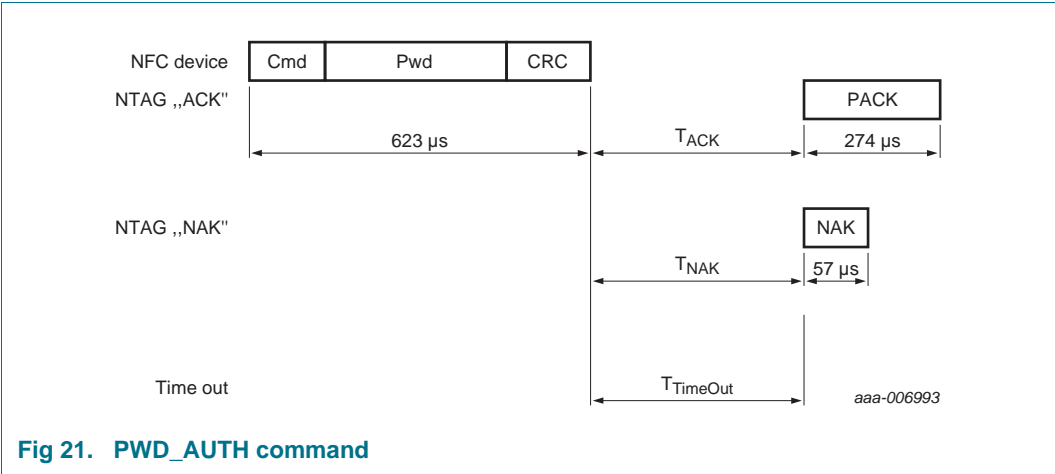 NFC device Cmd Pwd CRC
NTAG ,,ACK" PACK
623 µs TACK 274 µs
NTAG ,,NAK" NAK
TNAK 57 µs
Time out TTimeOut aaa-006993
Fig 21. PWD_AUTH command